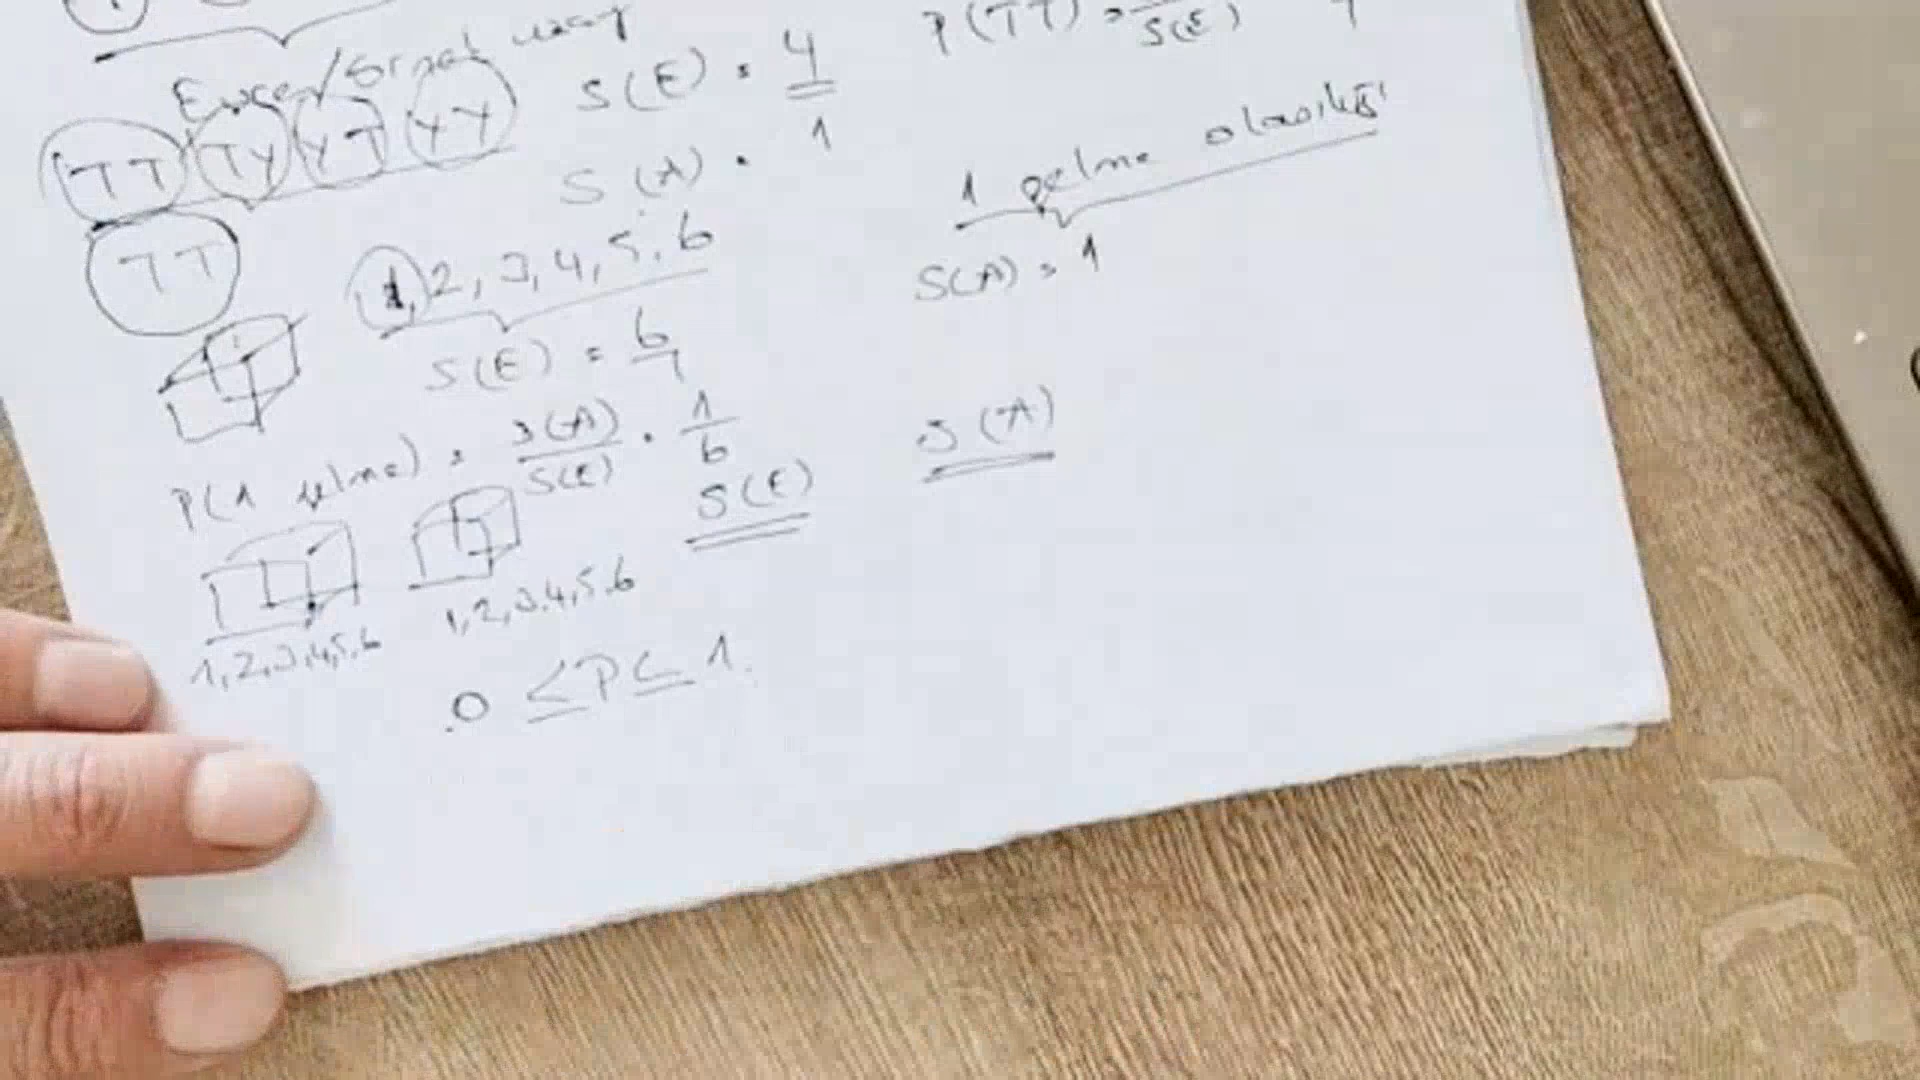 Evrensel/Örnek uzay
TT TY YT YY
S(E) = 4
P(TT) = /S(E)
S(A) = 1
TT
1, 2, 3, 4, 5, 6
1 gelme olasılığı
S(A) = 1
S(E) = 6
P(1 gelme) = S(A)/S(E) = 1/6
S(E)
S(A)
1, 2, 3, 4, 5, 6
1, 2, 3, 4, 5, 6
0 ≤ P ≤ 1